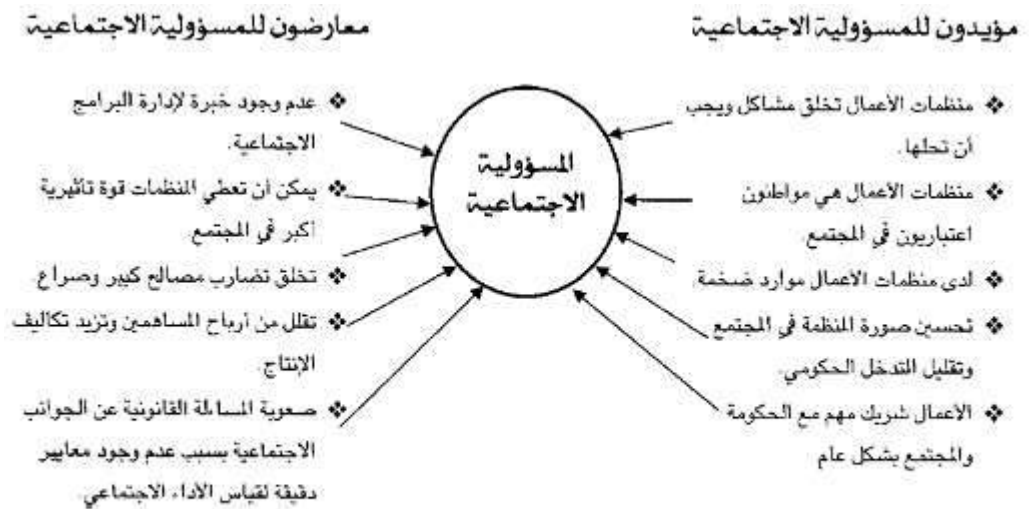 مؤيدون للمسؤولية الاجتماعية
❖ منظمات الأعمال تخلق مشاكل ويجب
أن تحلها.
❖ منظمات الأعمال هي مواطنون
اعتباريون في المجتمع.
❖ لدى منظمات الأعمال موارد ضخمة
❖ تحسين صورة المنظمة في المجتمع
وتقليل التدخل الحكومي.
❖ الأعمال شريك مهم مع الحكومة
والمجتمع بشكل عام
المسؤولية
الاجتماعية
معارضون للمسؤولية الاجتماعية
❖ عدم وجود خبرة لإدارة البرامج
الاجتماعية.
❖ يمكن أن تعطي المنظمات قوة تأثيرية
أكبر في المجتمع.
❖ تخلق تضارب مصالح كبير وصراع
❖ تقلل من أرباح المساهمين وتزيد تكاليف
الإنتاج.
❖ صعوبة المساءلة القانونية عن الجوانب
الاجتماعية بسبب عدم وجود معايير
دقيقة لقياس الأداء الاجتماعي.